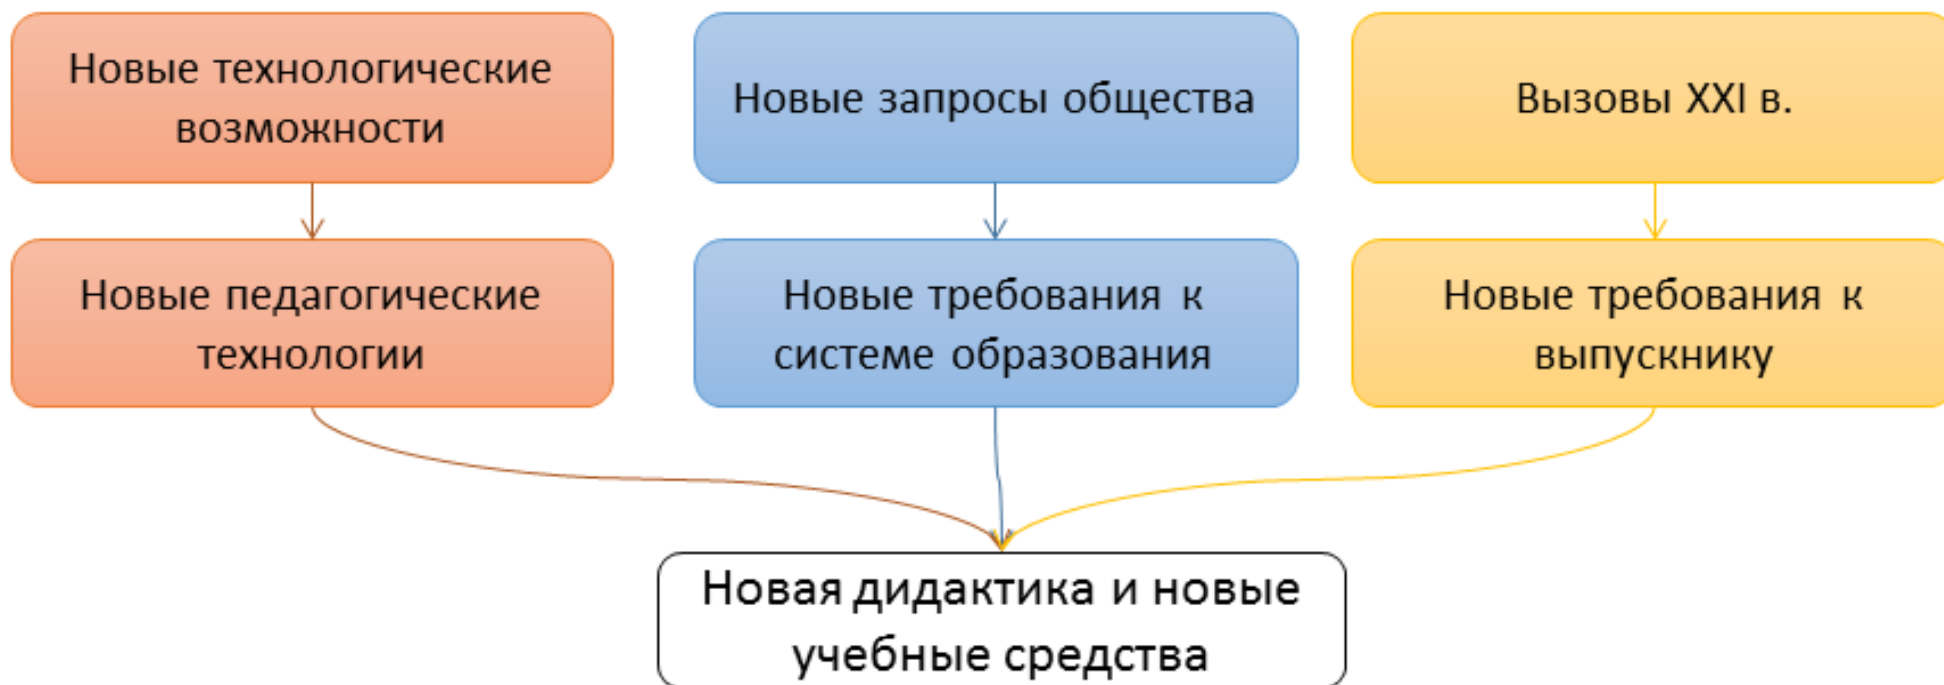 Новые технологические
возможности
Новые запросы общества
Вызовы XXI в.
Новые педагогические
технологии
Новые требования к
системе образования
Новые требования к
выпускнику
Новая дидактика и новые
учебные средства